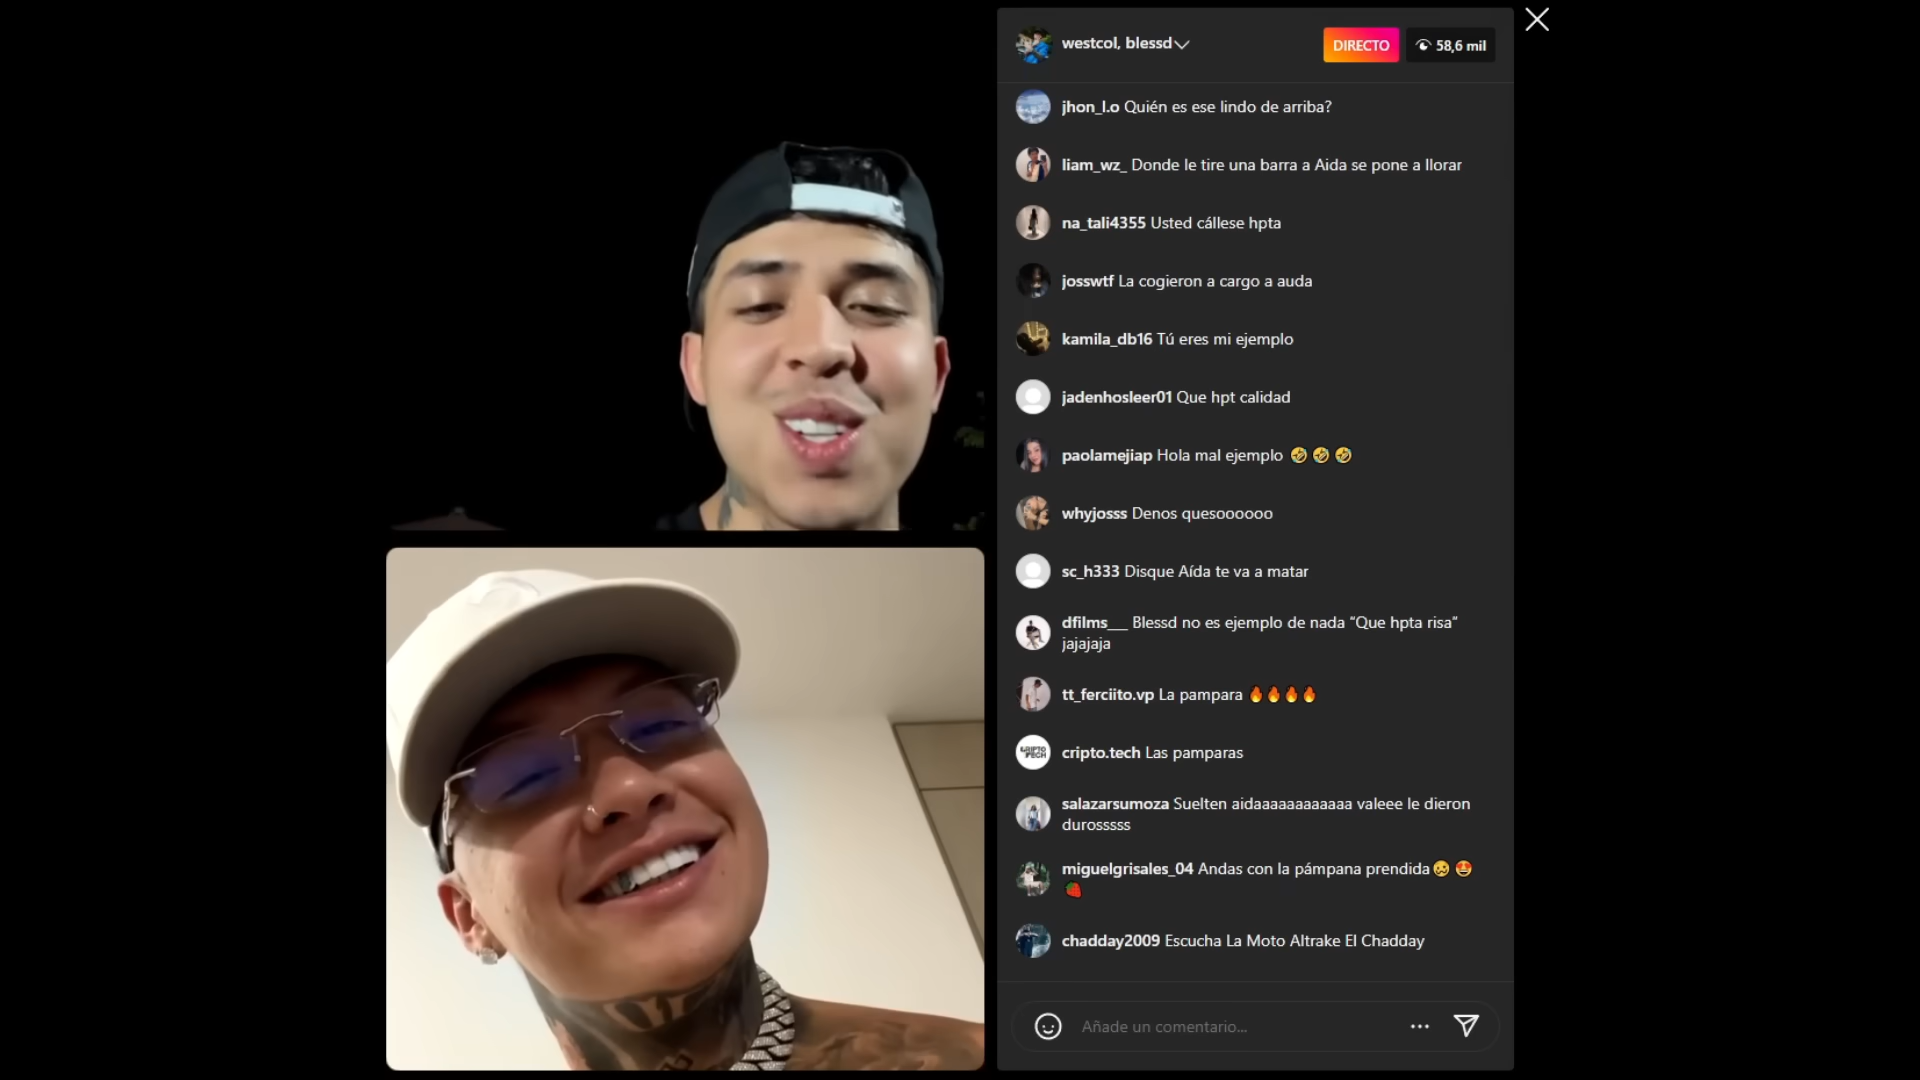 westcol, blessd
DIRECTO
58,6 mil
jhon_l.o Quién es ese lindo de arriba?
liam_wz_ Donde le tire una barra a Aida se pone a llorar
na_tali4355 Usted cállese hpta
josswtf La cogieron a cargo a auda
kamila_db16 Tú eres mi ejemplo
jadenhosleer01 Que hpt calidad
paolamejiap Hola mal ejemplo 🤣🤣🤣
whyjosss Denos quesoooooo
sc_h333 Disque Aída te va a matar
dfilms___ Blessd no es ejemplo de nada “Que hpta risa”
jajajaja
tt_ferciito.vp La pampara 🔥🔥🔥🔥
cripto.tech Las pamparas
salazarsumoza Suelten aidaaaaaaaaaaaa valeee le dieron
durosssss
miguelgrisales_04 Andas con la pámpana prendida🥴🤩
🍓
chadday2009 Escucha La Moto Altrake El Chadday
Añade un comentario...